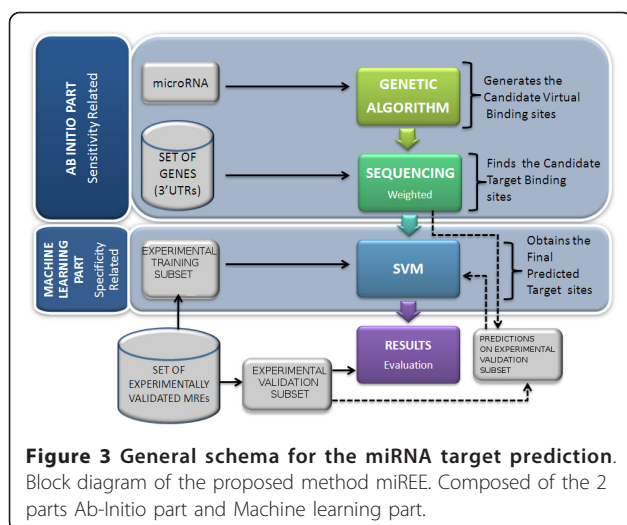 AB INITIO PART
Sensitivity Related
microRNA
GENETIC
ALGORITHM
Generates the
Candidate Virtual
Binding sites
SET OF
GENES
(3'UTRs)
SEQUENCING
Weighted
Finds the Candidate
Target Binding
sites
MACHINE
LEARNING
PART
Specificity
Related
EXPERIMENTAL
TRAINING
SUBSET
SVM
Obtains the
Final
Predicted
Target sites
SET OF
EXPERIMENTALLY
VALIDATED MREs
EXPERIMENTAL
VALIDATION
SUBSET
RESULTS
Evaluation
PREDICTIONS
ON EXPERIMENTAL
VALIDATION
SUBSET
Figure 3 General schema for the miRNA target prediction.
Block diagram of the proposed method miREE. Composed of the 2
parts Ab-Initio part and Machine learning part.